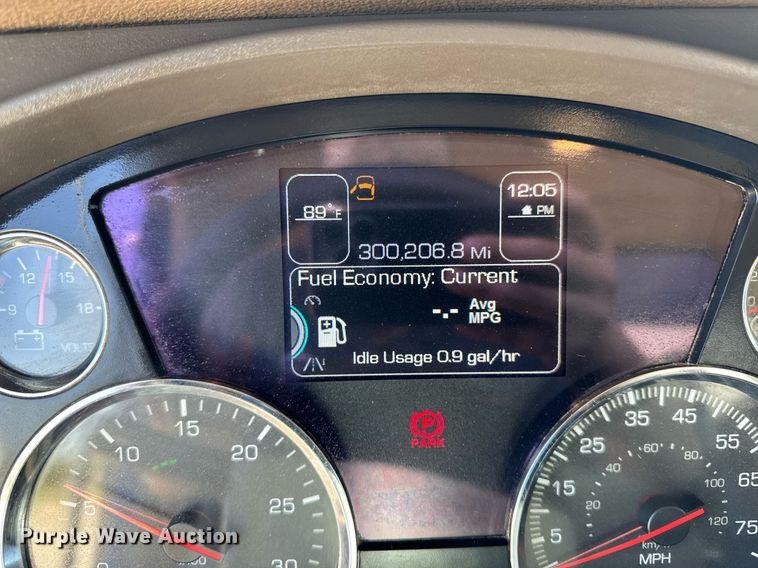 89°F
12:05
PM
300,206.8 Mi
Fuel Economy: Current
-.- Avg
MPG
Idle Usage 0.9 gal/hr
9
12
15
18
VOLTS
P
PARK
0
5
10
15
20
25
30
5
15
25
35
45
55
65
75
20
40
60
80
100
120
km/h
MPH
Purple Wave Auction